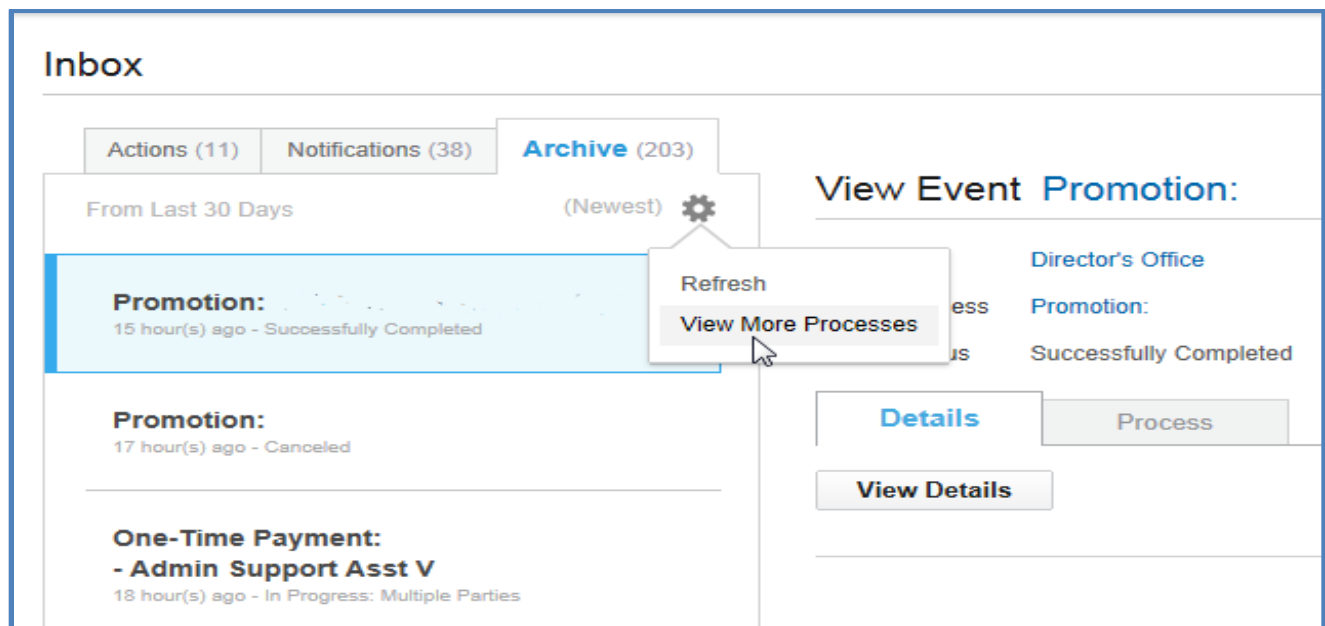 Inbox
Actions (11) Notifications (38) Archive (203)
From Last 30 Days (Newest)
Refresh
View More Processes
Promotion:
15 hour(s) ago - Successfully Completed
Promotion:
17 hour(s) ago - Canceled
One-Time Payment:
- Admin Support Asst V
18 hour(s) ago - In Progress: Multiple Parties
View Event Promotion:
Director's Office
ess Promotion:
us Successfully Completed
Details Process
View Details